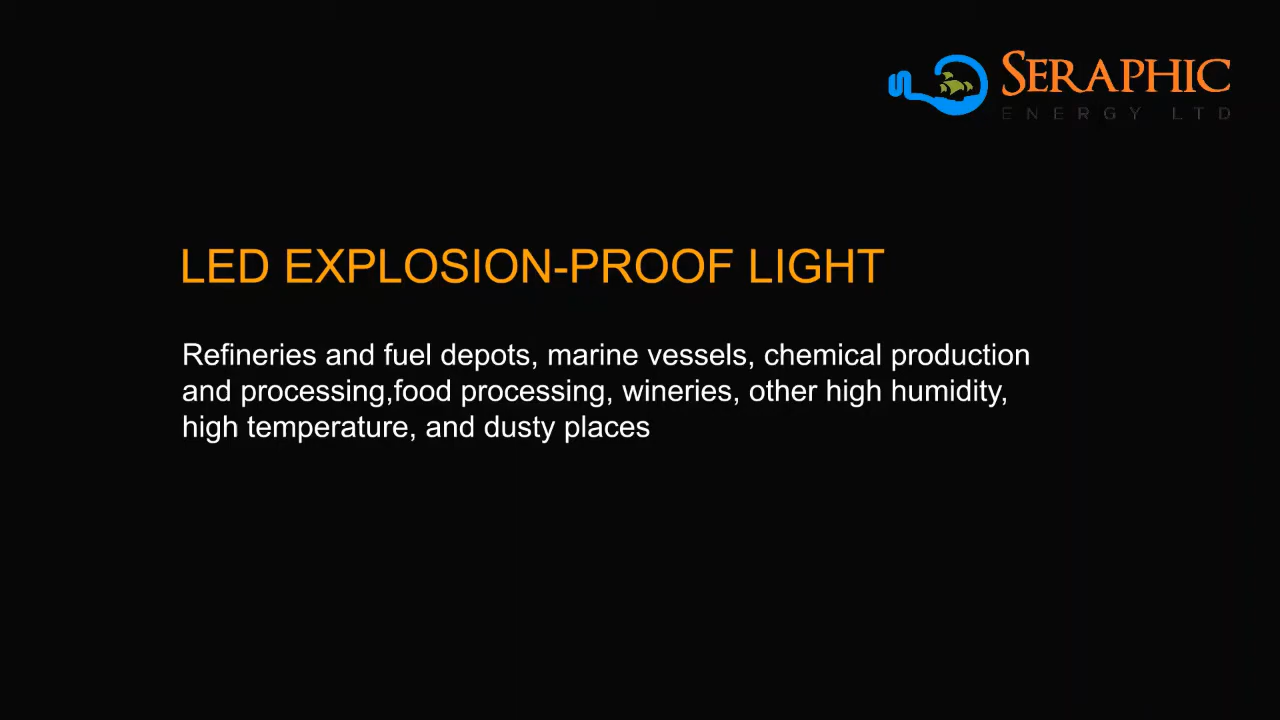 SERAPHIC
ENERGY LTD
LED EXPLOSION-PROOF LIGHT
Refineries and fuel depots, marine vessels, chemical production
and processing,food processing, wineries, other high humidity,
high temperature, and dusty places